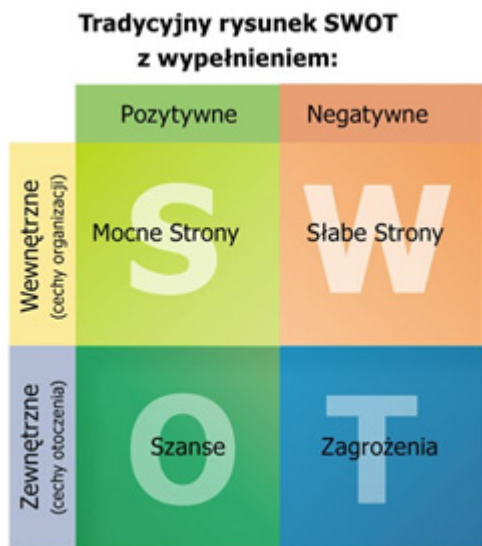 Tradycyjny rysunek SWOT
z wypełnieniem:
Pozytywne
Negatywne
Wewnętrzne
(cechy organizacji)
S
Mocne Strony
W
Słabe Strony
Zewnętrzne
(cechy otoczenia)
O
Szanse
T
Zagrożenia